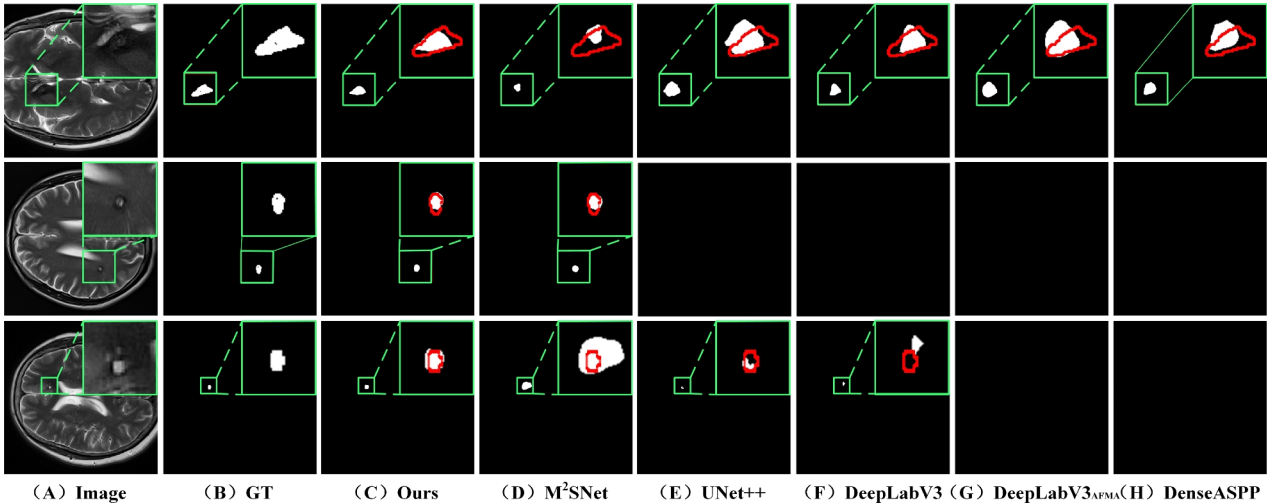 （A）Image （B）GT （C）Ours （D）M²SNet （E）UNet++ （F）DeepLabV3 （G）DeepLabV3AFMA （H）DenseASPP